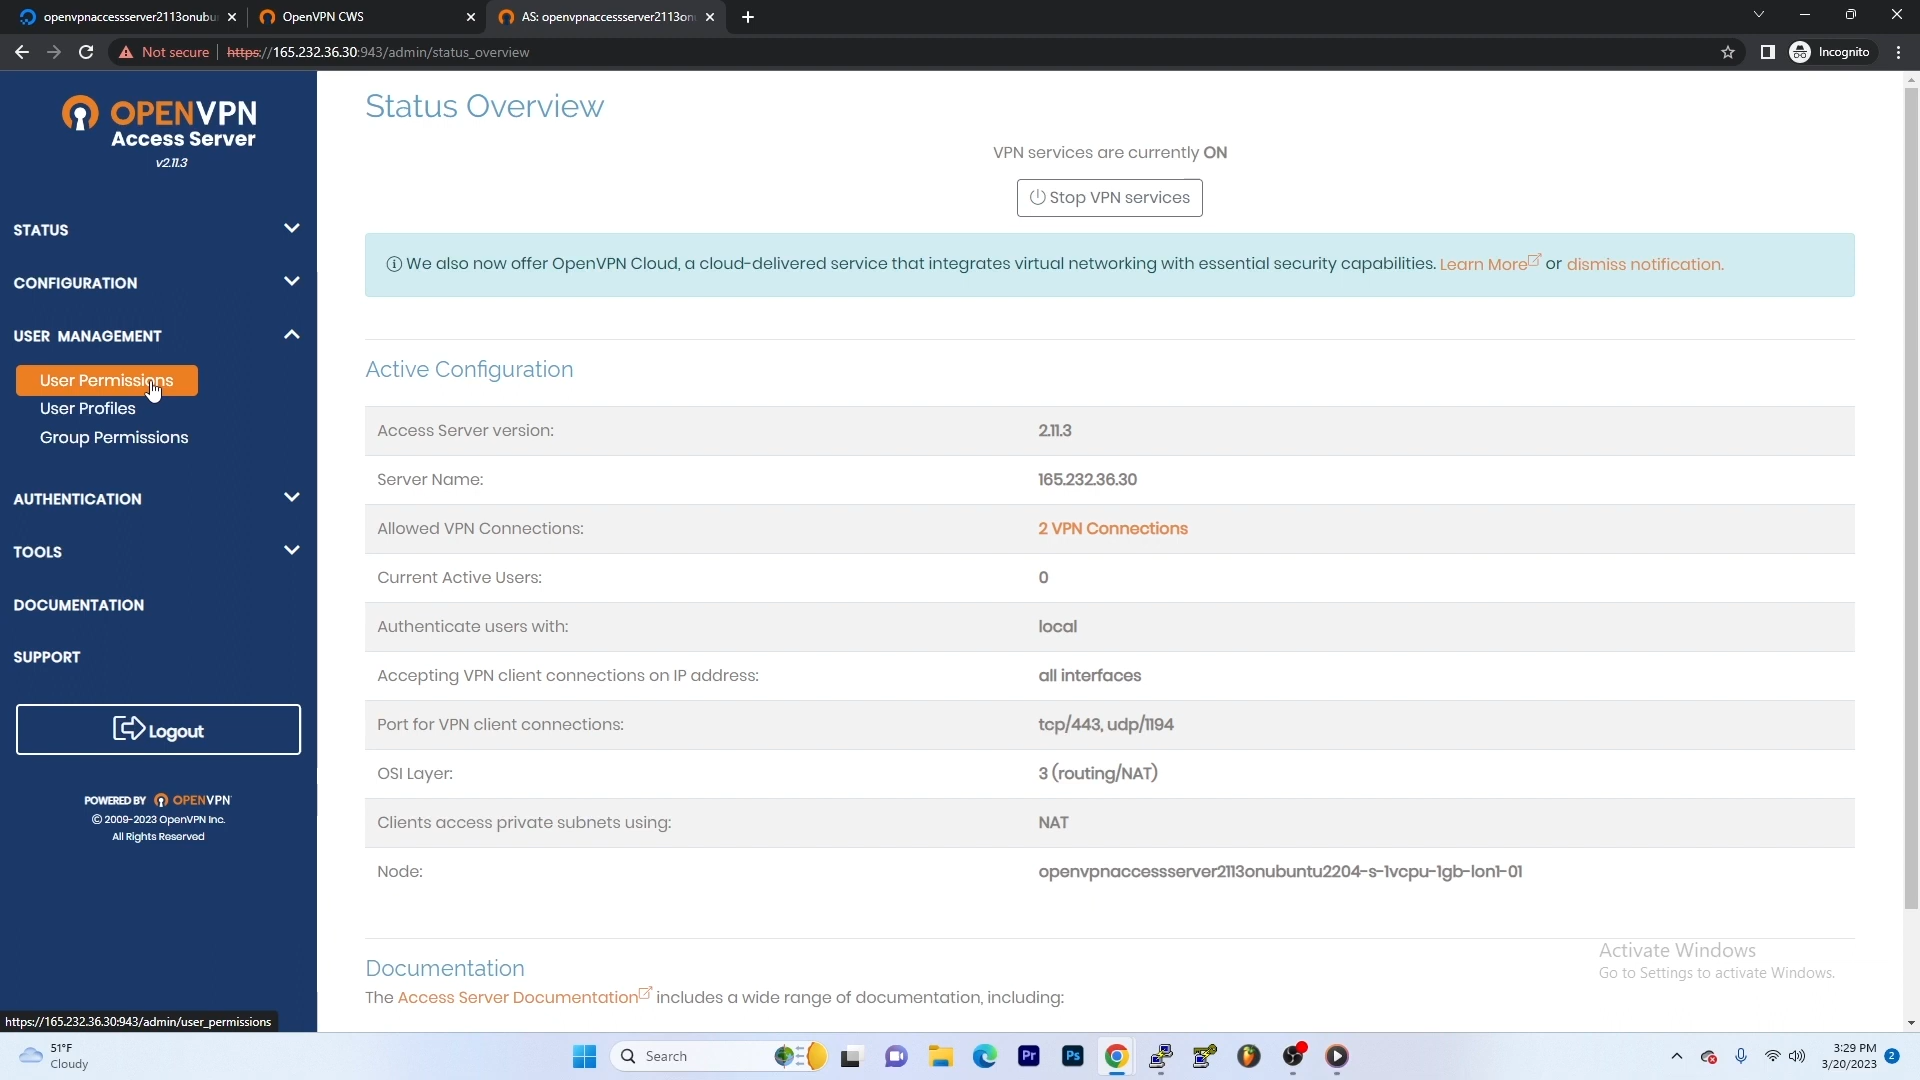 openvpnaccessserver2113onubu
OpenVPN CWS
AS: openvpnaccessserver2113on
Not secure
https://165.232.36.30:943/admin/status_overview
Incognito
OPENVPN
Access Server
v2.11.3
STATUS
CONFIGURATION
USER MANAGEMENT
User Permissions
User Profiles
Group Permissions
AUTHENTICATION
TOOLS
DOCUMENTATION
SUPPORT
Logout
POWERED BY OPENVPN
© 2009-2023 OpenVPN Inc.
All Rights Reserved
https://165.232.36.30:943/admin/user_permissions
Status Overview
VPN services are currently ON
Stop VPN services
We also now offer OpenVPN Cloud, a cloud-delivered service that integrates virtual networking with essential security capabilities. Learn More or dismiss notification.
Active Configuration
Access Server version: 2.11.3
Server Name: 165.232.36.30
Allowed VPN Connections: 2 VPN Connections
Current Active Users: 0
Authenticate users with: local
Accepting VPN client connections on IP address: all interfaces
Port for VPN client connections: tcp/443, udp/1194
OSI Layer: 3 (routing/NAT)
Clients access private subnets using: NAT
Node: openvpnaccessserver2113onubuntu2204-s-1vcpu-1gb-lon1-01
Documentation
The Access Server Documentation includes a wide range of documentation, including:
Activate Windows
Go to Settings to activate Windows.
51°F
Cloudy
Search
Pr
Ps
3:29 PM
3/20/2023
2